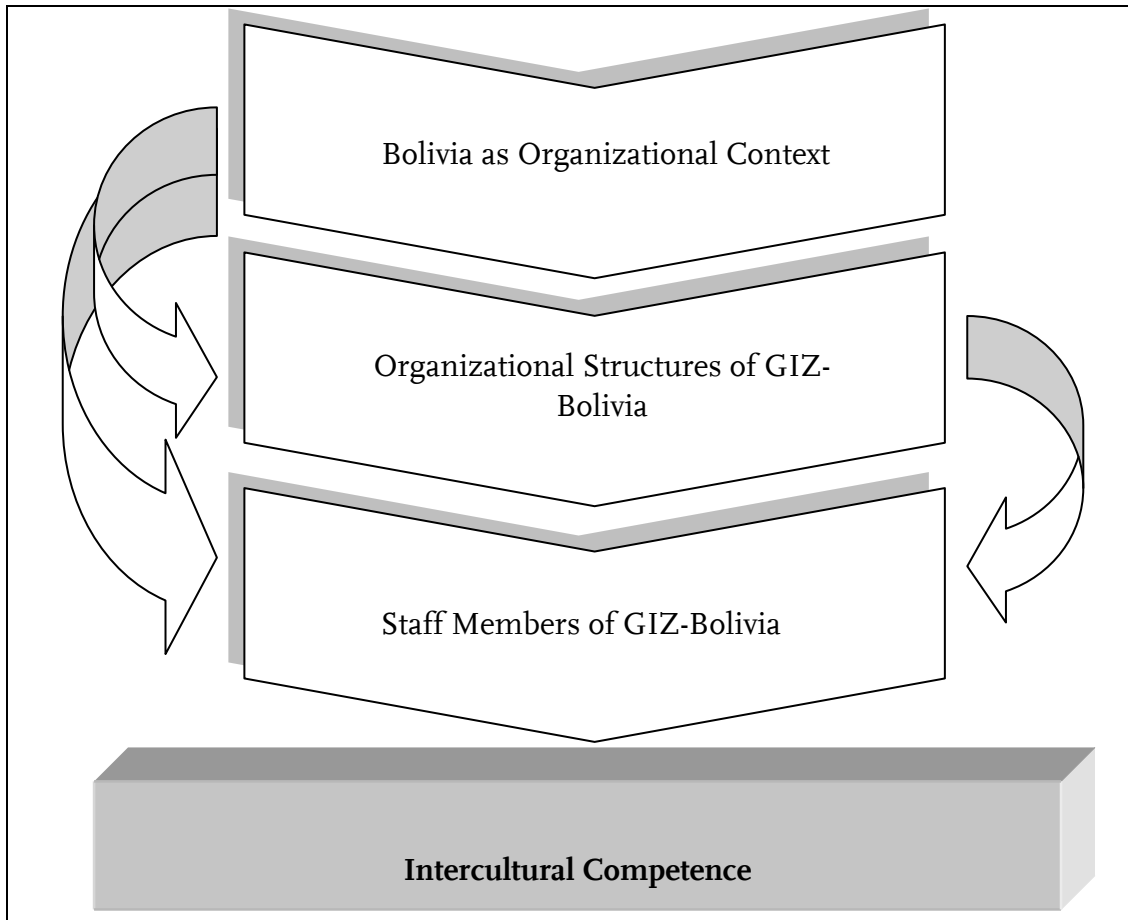 Bolivia as Organizational Context
Organizational Structures of GIZ-
Bolivia
Staff Members of GIZ-Bolivia
Intercultural Competence